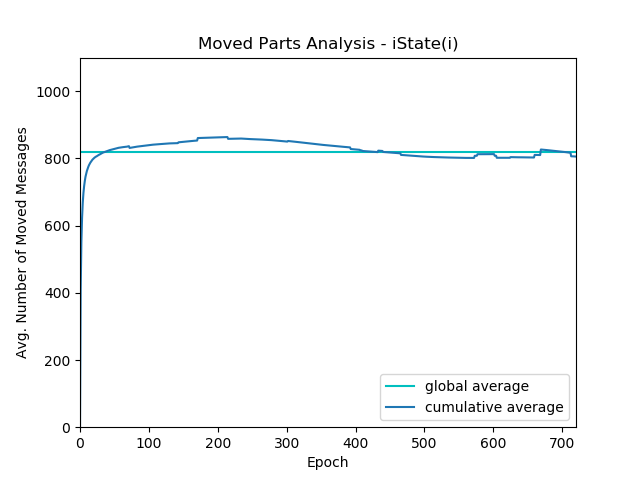 Moved Parts Analysis - iState(i)
Avg. Number of Moved Messages
1000
800
600
400
200
0
0 100 200 300 400 500 600 700
Epoch
global average
cumulative average